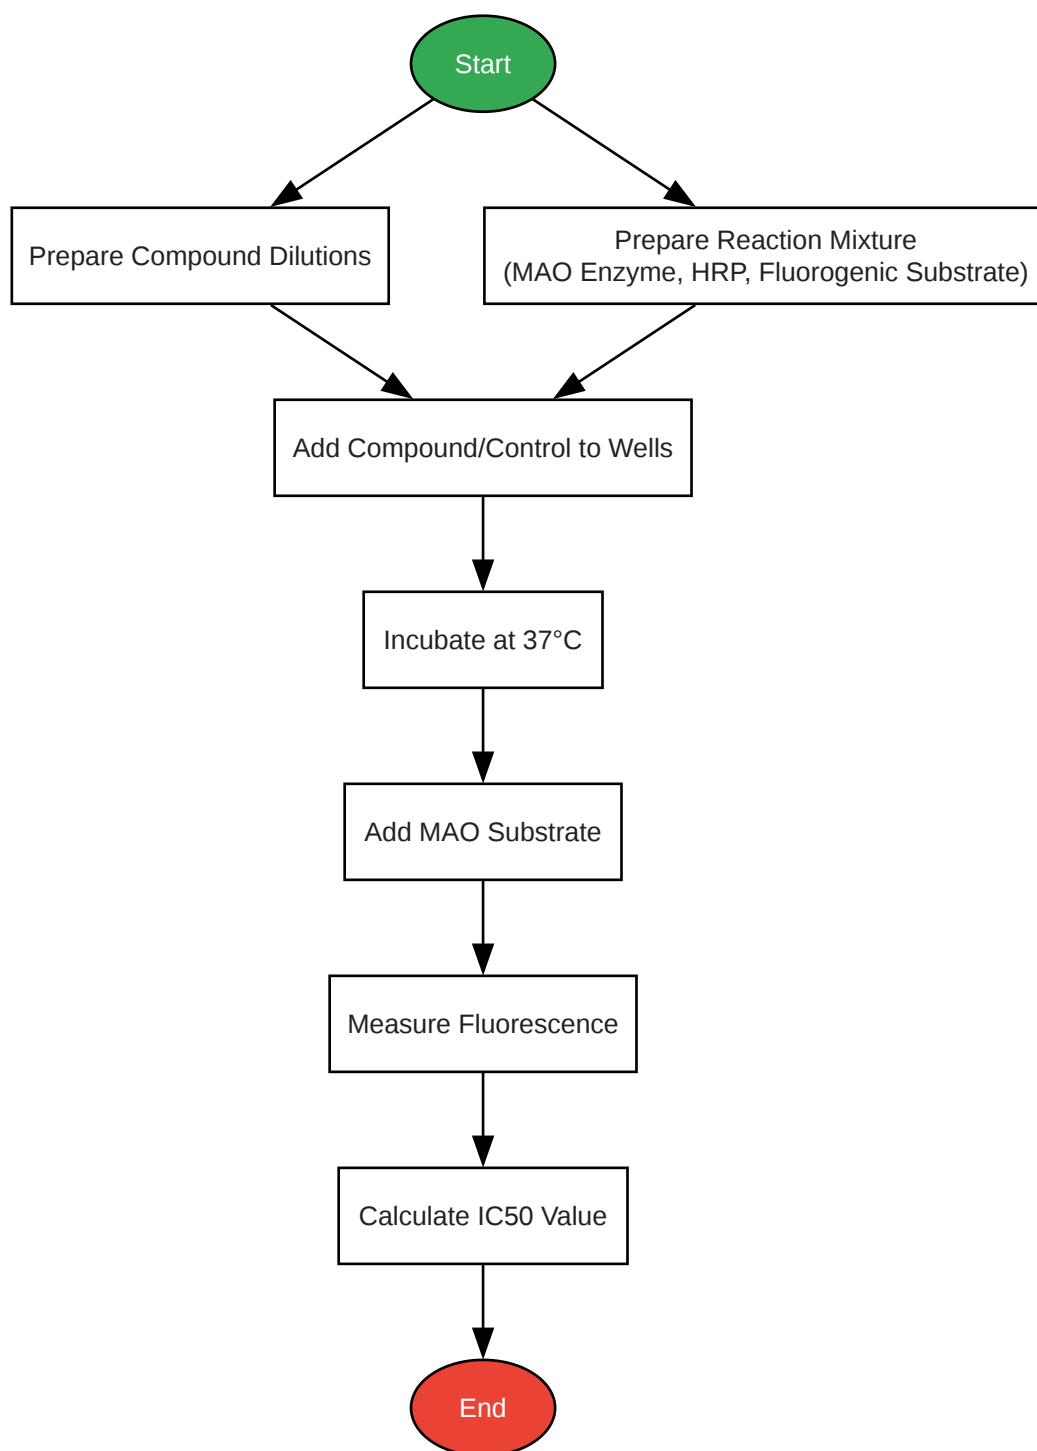 Start
Prepare Compound Dilutions
Prepare Reaction Mixture
(MAO Enzyme, HRP, Fluorogenic Substrate)
Add Compound/Control to Wells
Incubate at 37°C
Add MAO Substrate
Measure Fluorescence
Calculate IC50 Value
End